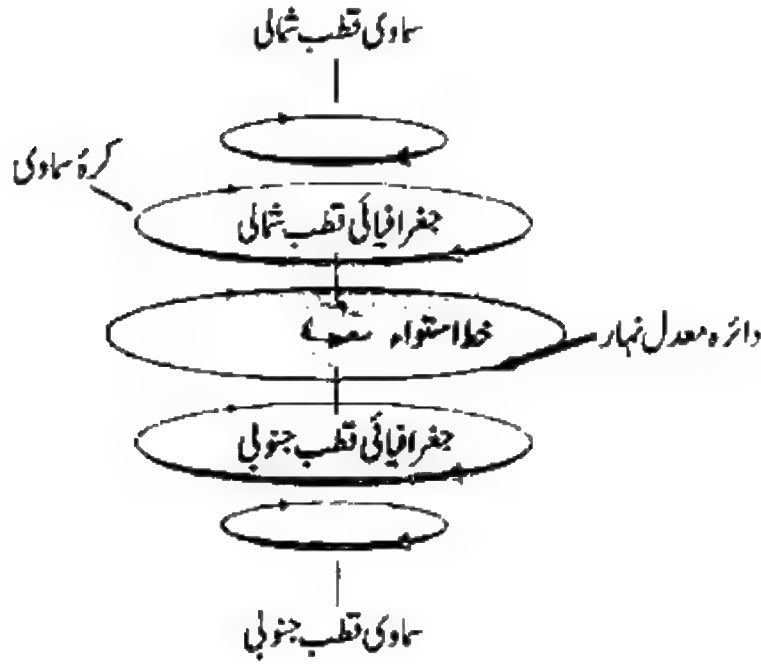 سماوی قطب شمالی
کرۂ سماوی
جغرافیائی قطب شمالی
خط استواء
دائرہ معدل نہار
جغرافیائی قطب جنوبی
سماوی قطب جنوبی